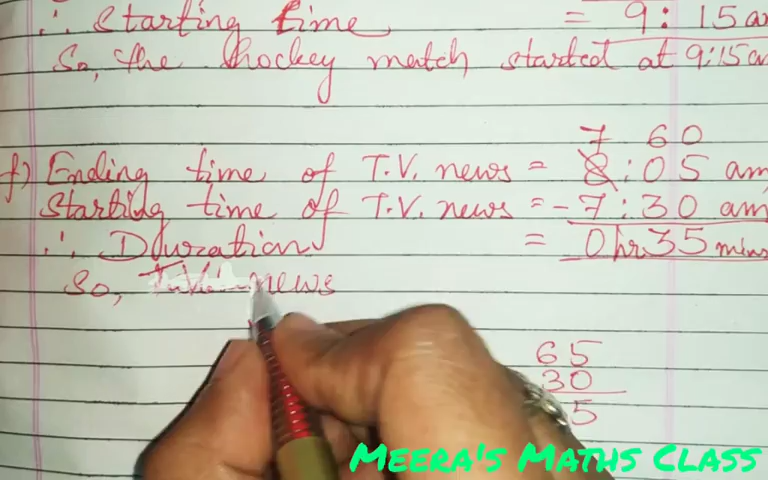 ∴ Starting time = 9:15 a
So, the hockey match started at 9:15 a
7 60
f) Ending time of T.V. news = 8:05 am
Starting time of T.V. news = -7:30 am
∴ Duration = 0 hr 35 mins
So, news
65
30
5
MEERA'S MATHS CLASS